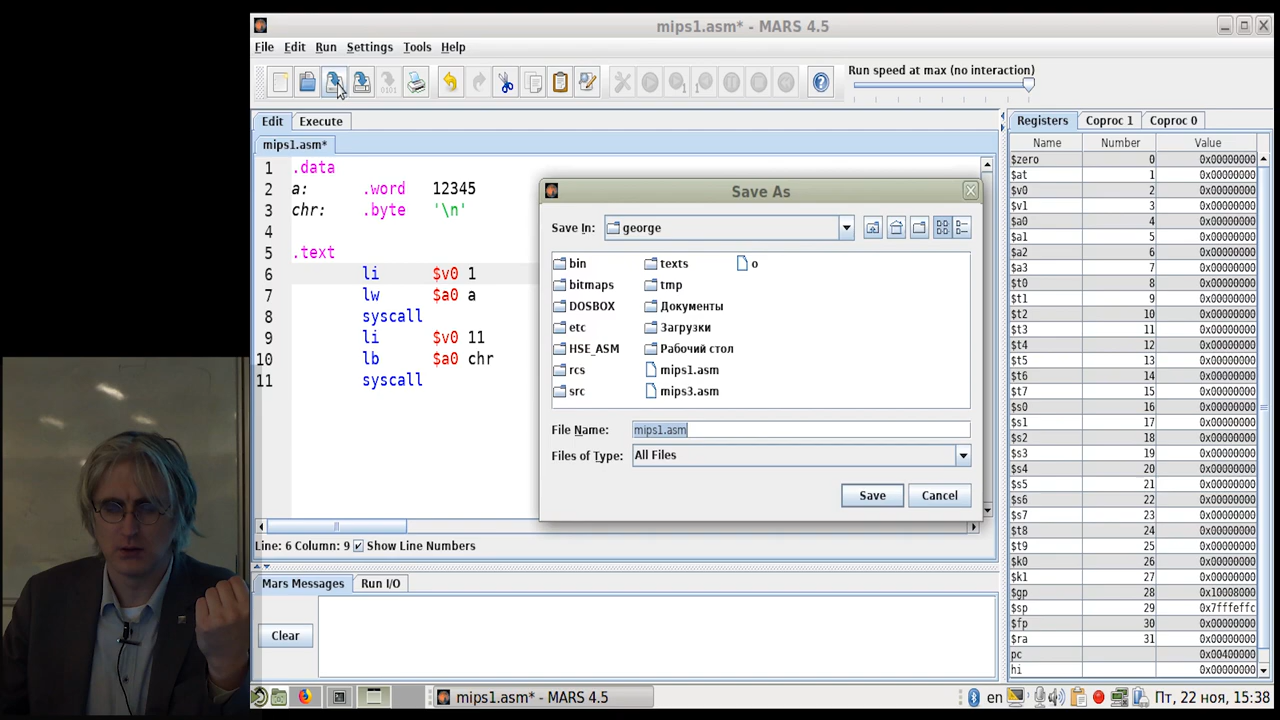 mips1.asm* - MARS 4.5
File Edit Run Settings Tools Help
Run speed at max (no interaction)
Edit Execute
mips1.asm*
1 .data
2 a: .word 12345
3 chr: .byte '\n'
4
5 .text
6 li $v0 1
7 lw $a0 a
8 syscall
9 li $v0 11
10 lb $a0 chr
11 syscall
Line: 6 Column: 9 Show Line Numbers
Save As
Save In: george
bin texts o
bitmaps tmp
DOSBOX Документы
etc Загрузки
HSE_ASM Рабочий стол
rcs mips1.asm
src mips3.asm
File Name: mips1.asm
Files of Type: All Files
Save Cancel
Mars Messages Run I/O
Clear
Registers Coproc 1 Coproc 0
Name Number Value
$zero 0 0x00000000
$at 1 0x00000000
$v0 2 0x00000000
$v1 3 0x00000000
$a0 4 0x00000000
$a1 5 0x00000000
$a2 6 0x00000000
$a3 7 0x00000000
$t0 8 0x00000000
$t1 9 0x00000000
$t2 10 0x00000000
$t3 11 0x00000000
$t4 12 0x00000000
$t5 13 0x00000000
$t6 14 0x00000000
$t7 15 0x00000000
$s0 16 0x00000000
$s1 17 0x00000000
$s2 18 0x00000000
$s3 19 0x00000000
$s4 20 0x00000000
$s5 21 0x00000000
$s6 22 0x00000000
$s7 23 0x00000000
$t8 24 0x00000000
$t9 25 0x00000000
$k0 26 0x00000000
$k1 27 0x00000000
$gp 28 0x10008000
$sp 29 0x7fffeffc
$fp 30 0x00000000
$ra 31 0x00000000
pc 0x00400000
hi 0x00000000
mips1.asm* - MARS 4.5
en
Пт, 22 ноя, 15:38